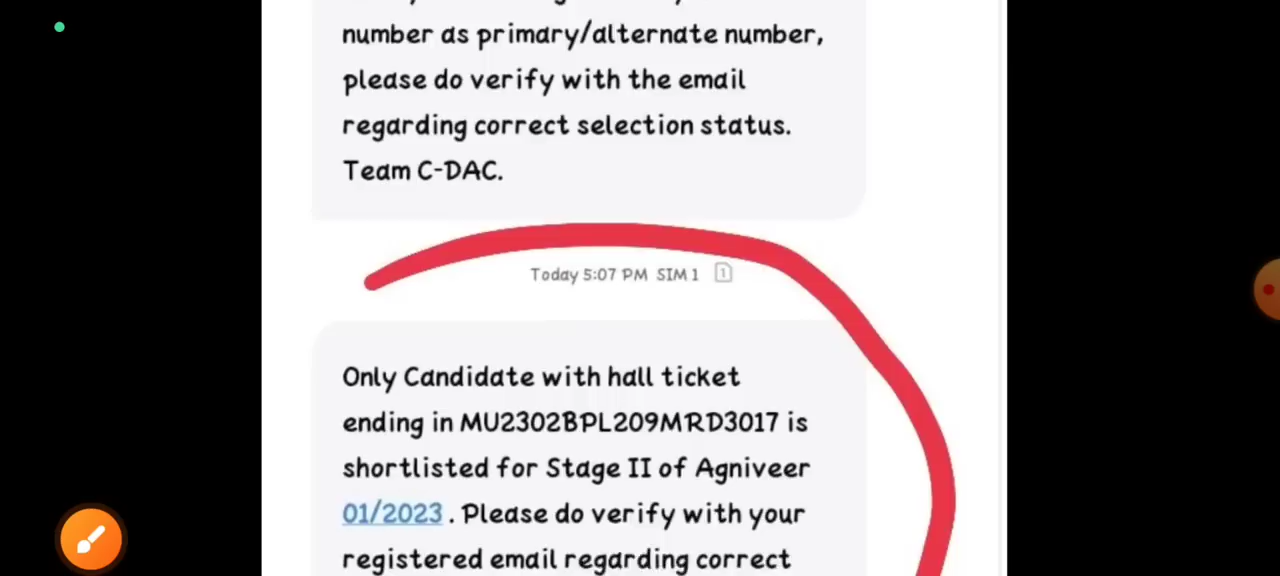 number as primary/alternate number,
please do verify with the email
regarding correct selection status.
Team C-DAC.
Today 5:07 PM SIM 1 1
Only Candidate with hall ticket
ending in MU2302BPL209MRD3017 is
shortlisted for Stage II of Agniveer
01/2023 . Please do verify with your
registered email regarding correct